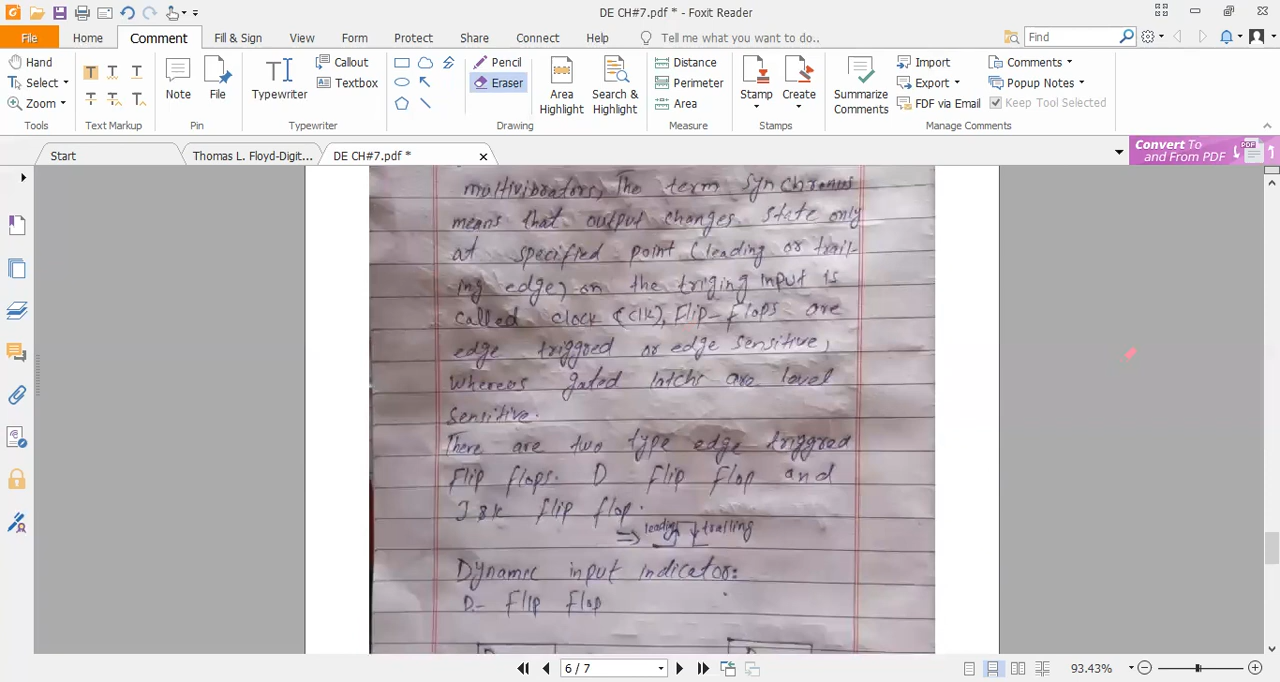 DE CH#7.pdf * - Foxit Reader
File Home Comment Fill & Sign View Form Protect Share Connect Help Tell me what you want to do.. Find
Hand
Select
Zoom
Tools
Text Markup
Note
File
Pin
Typewriter
Callout
Textbox
Typewriter
Pencil
Eraser
Drawing
Area Highlight
Search & Highlight
Distance
Perimeter
Area
Measure
Stamp
Create
Stamps
Summarize Comments
Import
Export
FDF via Email
Comments
Popup Notes
Keep Tool Selected
Manage Comments
Start Thomas L. Floyd-Digit... DE CH#7.pdf *
Convert To
and From PDF
PDF
multivibrators, The term synchronus
means that output changes state only
at specified point (leading or trail-
ing edge) on the triging input is
called clock (clk), Flip-Flops are
edge triggred or edge sensitive,
whereas gated latchs are level
sensitive.
There are two type edge triggred
Flip flops. D flip flop and
J&K flip flop.
leading trailling
Dynamic input indicator:
D- Flip Flop
6 / 7
93.43%